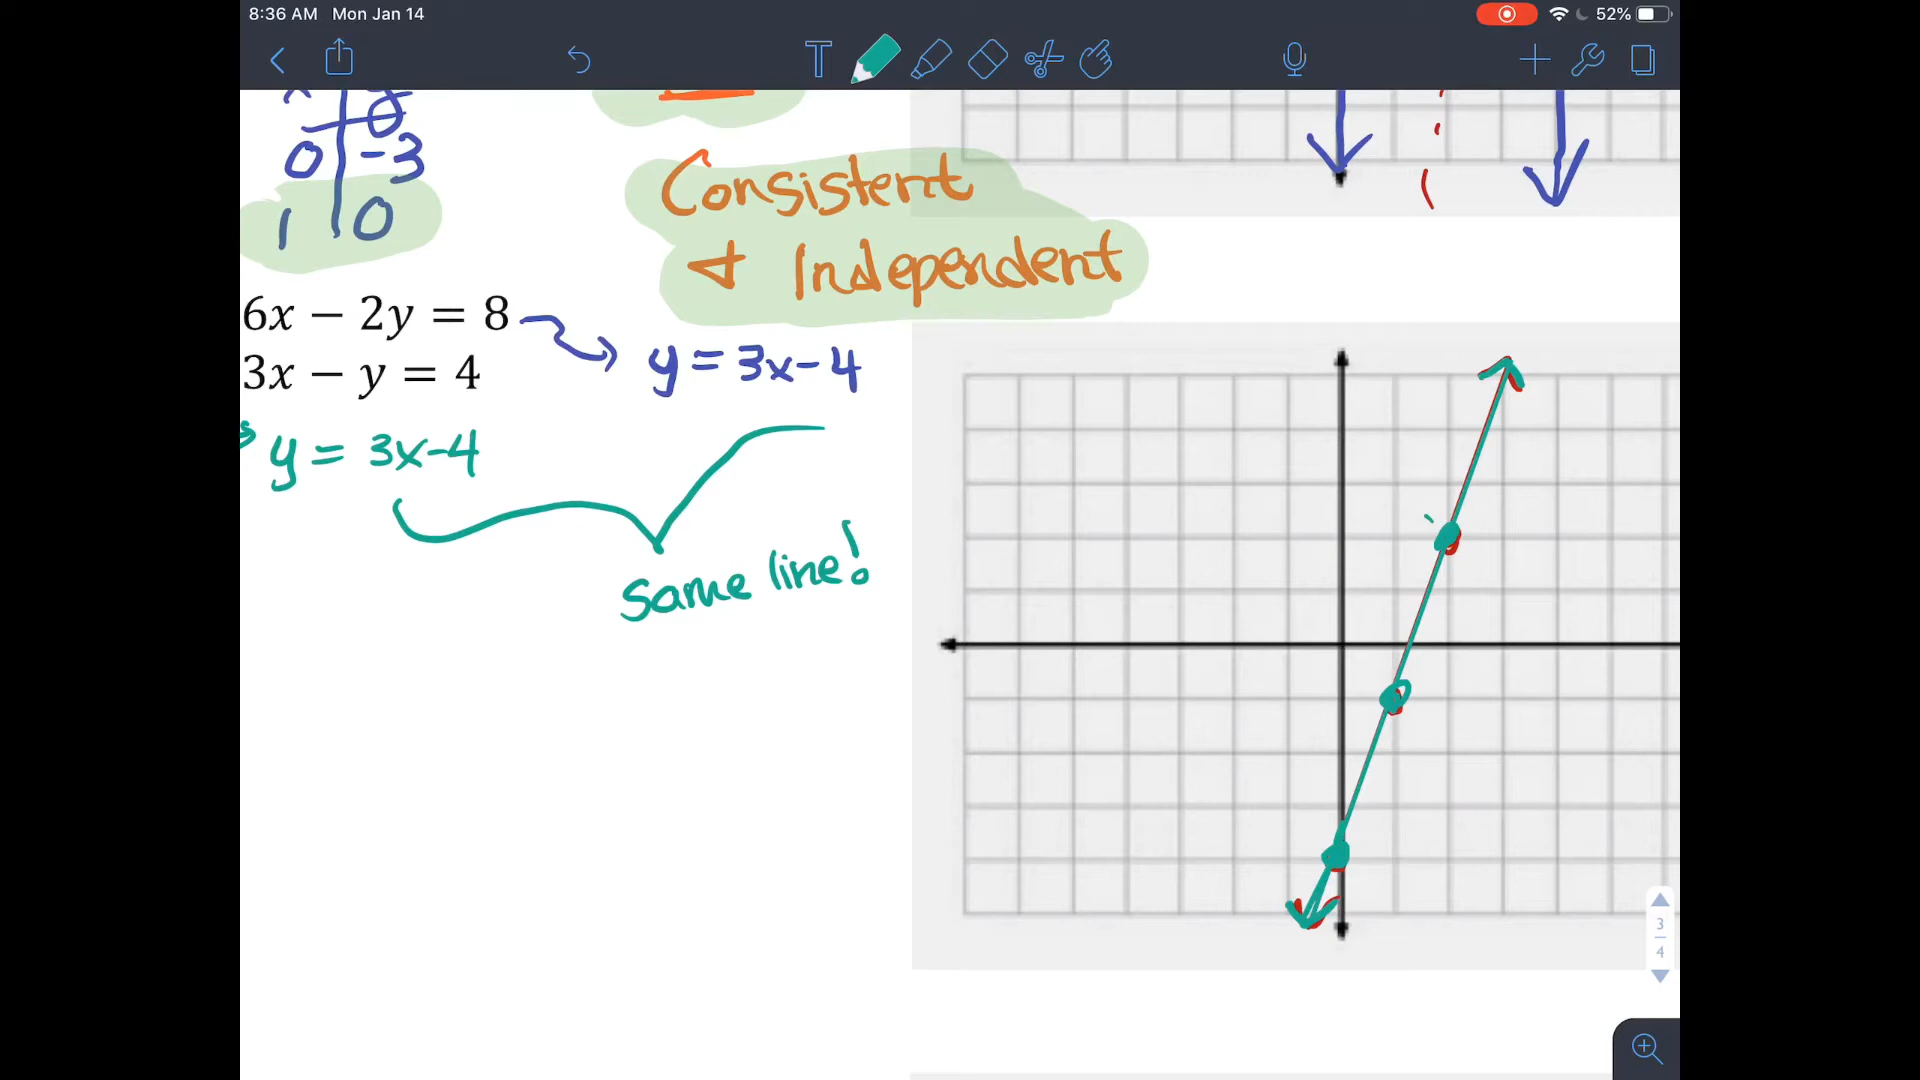 8:36 AM Mon Jan 14
52%
T
0 -3
1 0
Consistent
+ Independent
6x − 2y = 8
y = 3x-4
3x − y = 4
y = 3x-4
Same line!
3
4